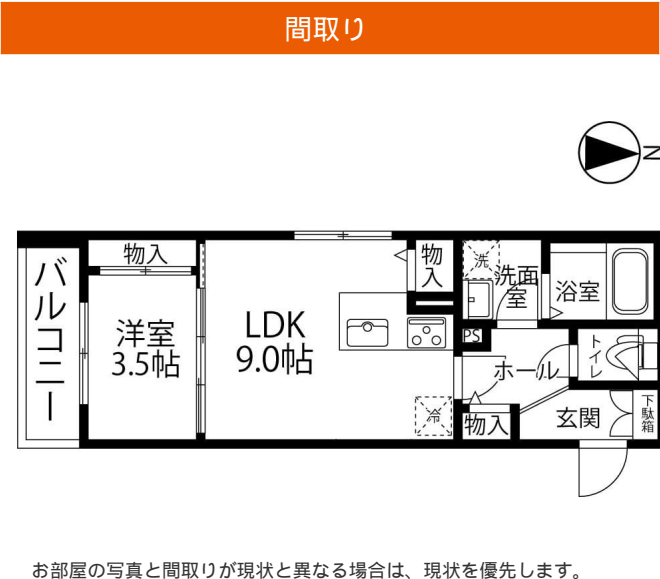 間取り
N
バルコニー
物入
洋室
3.5帖
LDK
9.0帖
物入
洗
洗面室
浴室
PS
トイレ
ホール
冷
物入
玄関
下駄箱
お部屋の写真と間取りが現状と異なる場合は、現状を優先します。